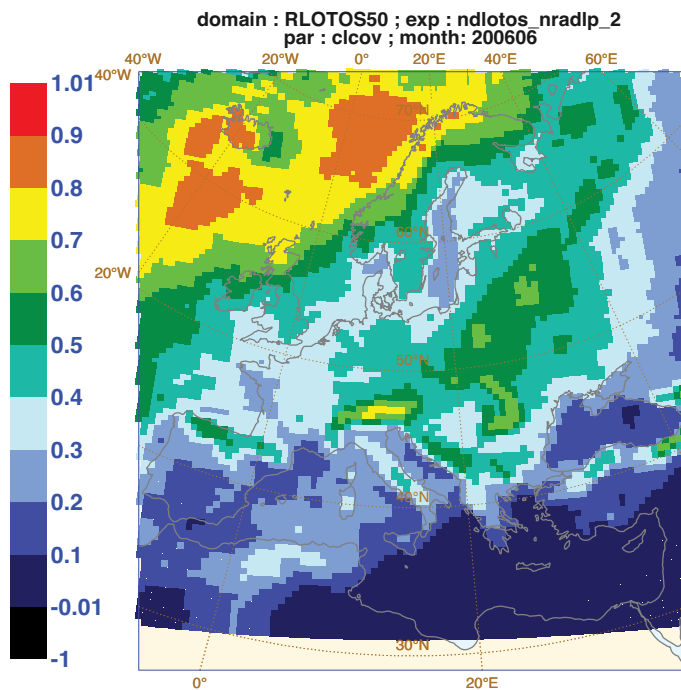 domain : RLOTOS50 ; exp : ndlotos_nradlp_2
par : clcov ; month: 200606
40°W 20°W 0° 20°E 40°E 60°E
40°W
20°W
70°N
60°N
50°N
40°N
30°N
0° 20°E
1.01
0.9
0.8
0.7
0.6
0.5
0.4
0.3
0.2
0.1
-0.01
-1